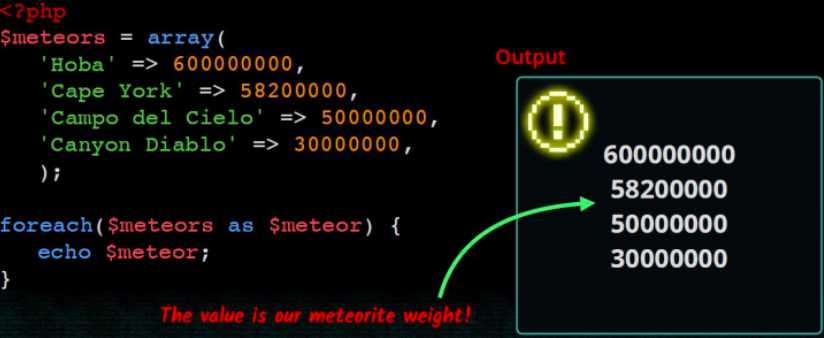 <?php
$meteors = array(
'Hoba' => 600000000,
'Cape York' => 58200000,
'Campo del Cielo' => 50000000,
'Canyon Diablo' => 30000000,
);
foreach($meteors as $meteor) {
echo $meteor;
}
The value is our meteorite weight!
Output
!
600000000
58200000
50000000
30000000